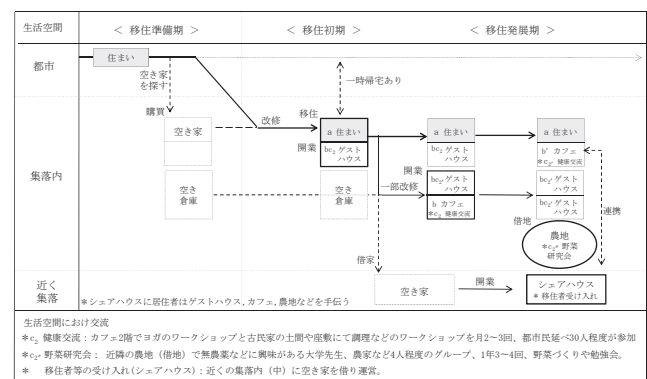 生活空間 < 移住準備期 > < 移住初期 > < 移住発展期 >
都市
住まい
空き家
を探す
一時帰宅あり
購買
改修
移住
集落内
空き家
a 住まい
a 住まい
a 住まい
開業
bc₂ ゲスト
ハウス
bc₂ ゲスト
ハウス
b' カフェ
*c₂' 健康交流
開業
空き
倉庫
空き
倉庫
一部改修
bc₂' ゲスト
ハウス
b カフェ
*c₂ 健康交流
bc₂' ゲスト
ハウス
bc₂' ゲスト
ハウス
借地
連携
農地
*c₂" 野菜
研究会
借家
近く
集落
空き家
開業
シェアハウス
* 移住者受け入れ
*シェアハウスに居住者はゲストハウス,カフェ,農地などを手伝う
生活空間におけ交流
*c₂ 健康交流:カフェ2階でヨガのワークショップと古民家の土間や座敷にて調理などのワークショップを月2~3回、都市民延べ30人程度が参加
*c₂" 野菜研究会: 近隣の農地(借地)で無農薬などに興味がある大学先生、農家など4人程度のグループ、1年3~4回、野菜づくりや勉強会。
* 移住者等の受け入れ(シェアハウス):近くの集落内(中)に空き家を借り運営。